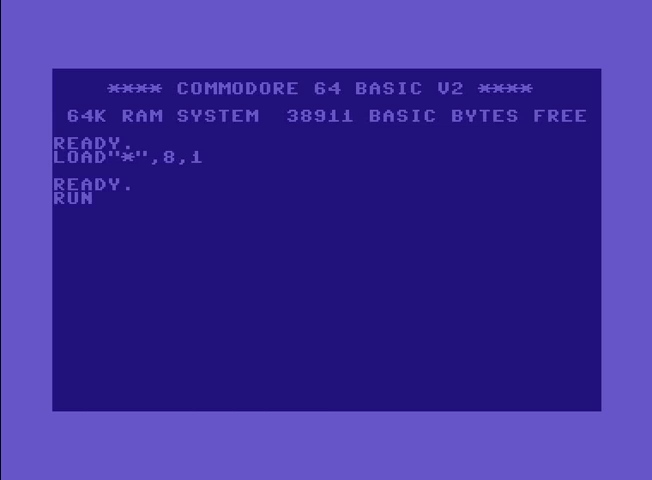 **** COMMODORE 64 BASIC V2 ****
64K RAM SYSTEM  38911 BASIC BYTES FREE
READY.
LOAD"*",8,1
READY.
RUN